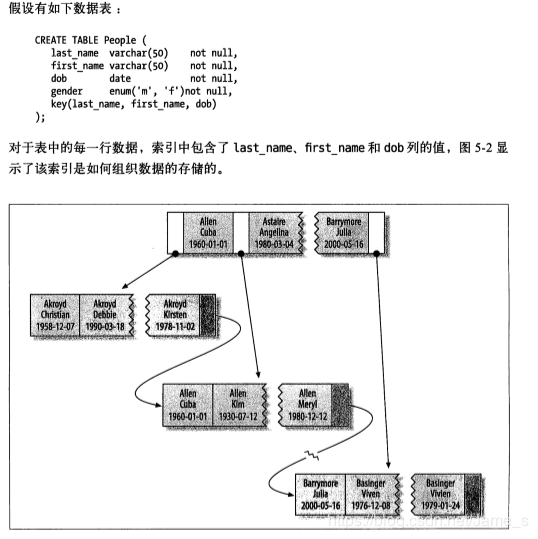 假设有如下数据表：
CREATE TABLE People (
last_name varchar(50) not null,
first_name varchar(50) not null,
dob date not null,
gender enum('m', 'f')not null,
key(last_name, first_name, dob)
);
对于表中的每一行数据，索引中包含了 last_name、first_name 和 dob 列的值，图 5-2 显
示了该索引是如何组织数据的存储的。
Allen
Cuba
1960-01-01
Astaire
Angelina
1980-03-04
Barrymore
Julia
2000-05-16
Akroyd
Christian
1958-12-07
Akroyd
Debbie
1990-03-18
Akroyd
Kirsten
1978-11-02
Allen
Cuba
1960-01-01
Allen
Kim
1930-07-12
Allen
Meryl
1980-12-12
Barrymore
Julia
2000-05-16
Basinger
Viven
1976-12-08
Basinger
Vivien
1979-01-24